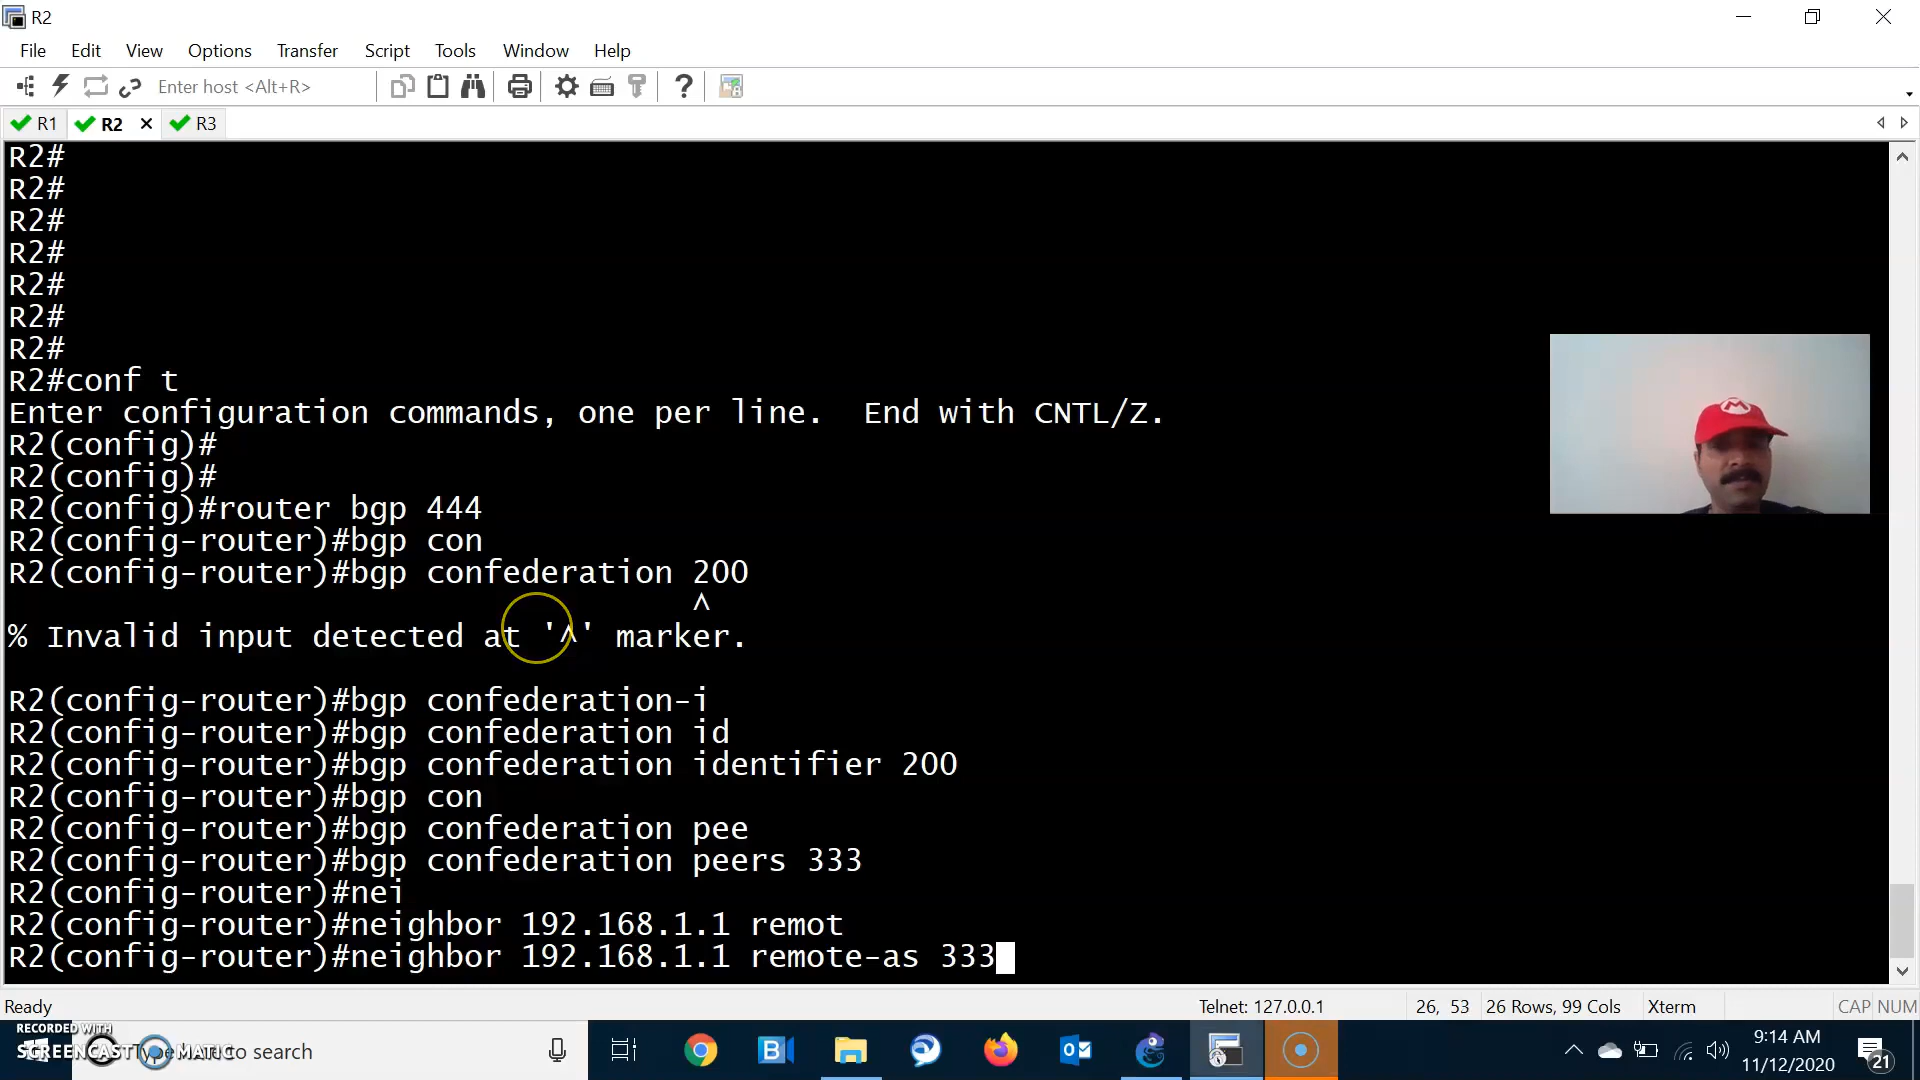 R2
File Edit View Options Transfer Script Tools Window Help
Enter host <Alt+R>
R1 R2 R3
R2#
R2#
R2#
R2#
R2#
R2#
R2#
R2#conf t
Enter configuration commands, one per line.  End with CNTL/Z.
R2(config)#
R2(config)#
R2(config)#router bgp 444
R2(config-router)#bgp con
R2(config-router)#bgp confederation 200
^
% Invalid input detected at '^' marker.
R2(config-router)#bgp confederation-i
R2(config-router)#bgp confederation id
R2(config-router)#bgp confederation identifier 200
R2(config-router)#bgp con
R2(config-router)#bgp confederation pee
R2(config-router)#bgp confederation peers 333
R2(config-router)#nei
R2(config-router)#neighbor 192.168.1.1 remot
R2(config-router)#neighbor 192.168.1.1 remote-as 333
M
Ready Telnet: 127.0.0.1 26, 53 26 Rows, 99 Cols Xterm CAP NUM
RECORDED WITH
SCREENCAST MATIC
to search
9:14 AM
11/12/2020
21